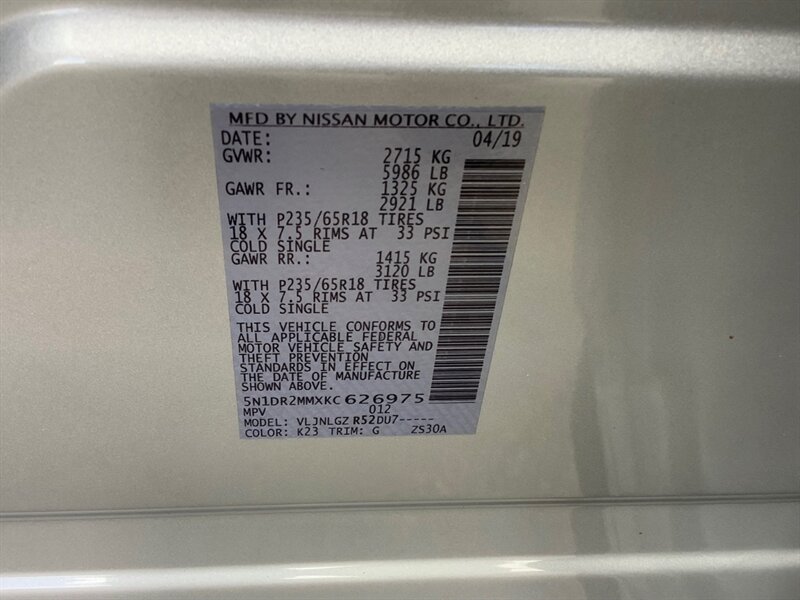 MFD BY NISSAN MOTOR CO., LTD.
DATE: 04/19
GVWR: 2715 KG
5986 LB
GAWR FR.: 1325 KG
2921 LB
WITH P235/65R18 TIRES
18 X 7.5 RIMS AT 33 PSI
COLD SINGLE
GAWR RR.: 1415 KG
3120 LB
WITH P235/65R18 TIRES
18 X 7.5 RIMS AT 33 PSI
COLD SINGLE
THIS VEHICLE CONFORMS TO
ALL APPLICABLE FEDERAL
MOTOR VEHICLE SAFETY AND
THEFT PREVENTION
STANDARDS IN EFFECT ON
THE DATE OF MANUFACTURE
SHOWN ABOVE.
5N1DR2MMXKC626975
MPV 012
MODEL: VLJNLGZ R52DU7-----
COLOR: K23 TRIM: G ZS30A